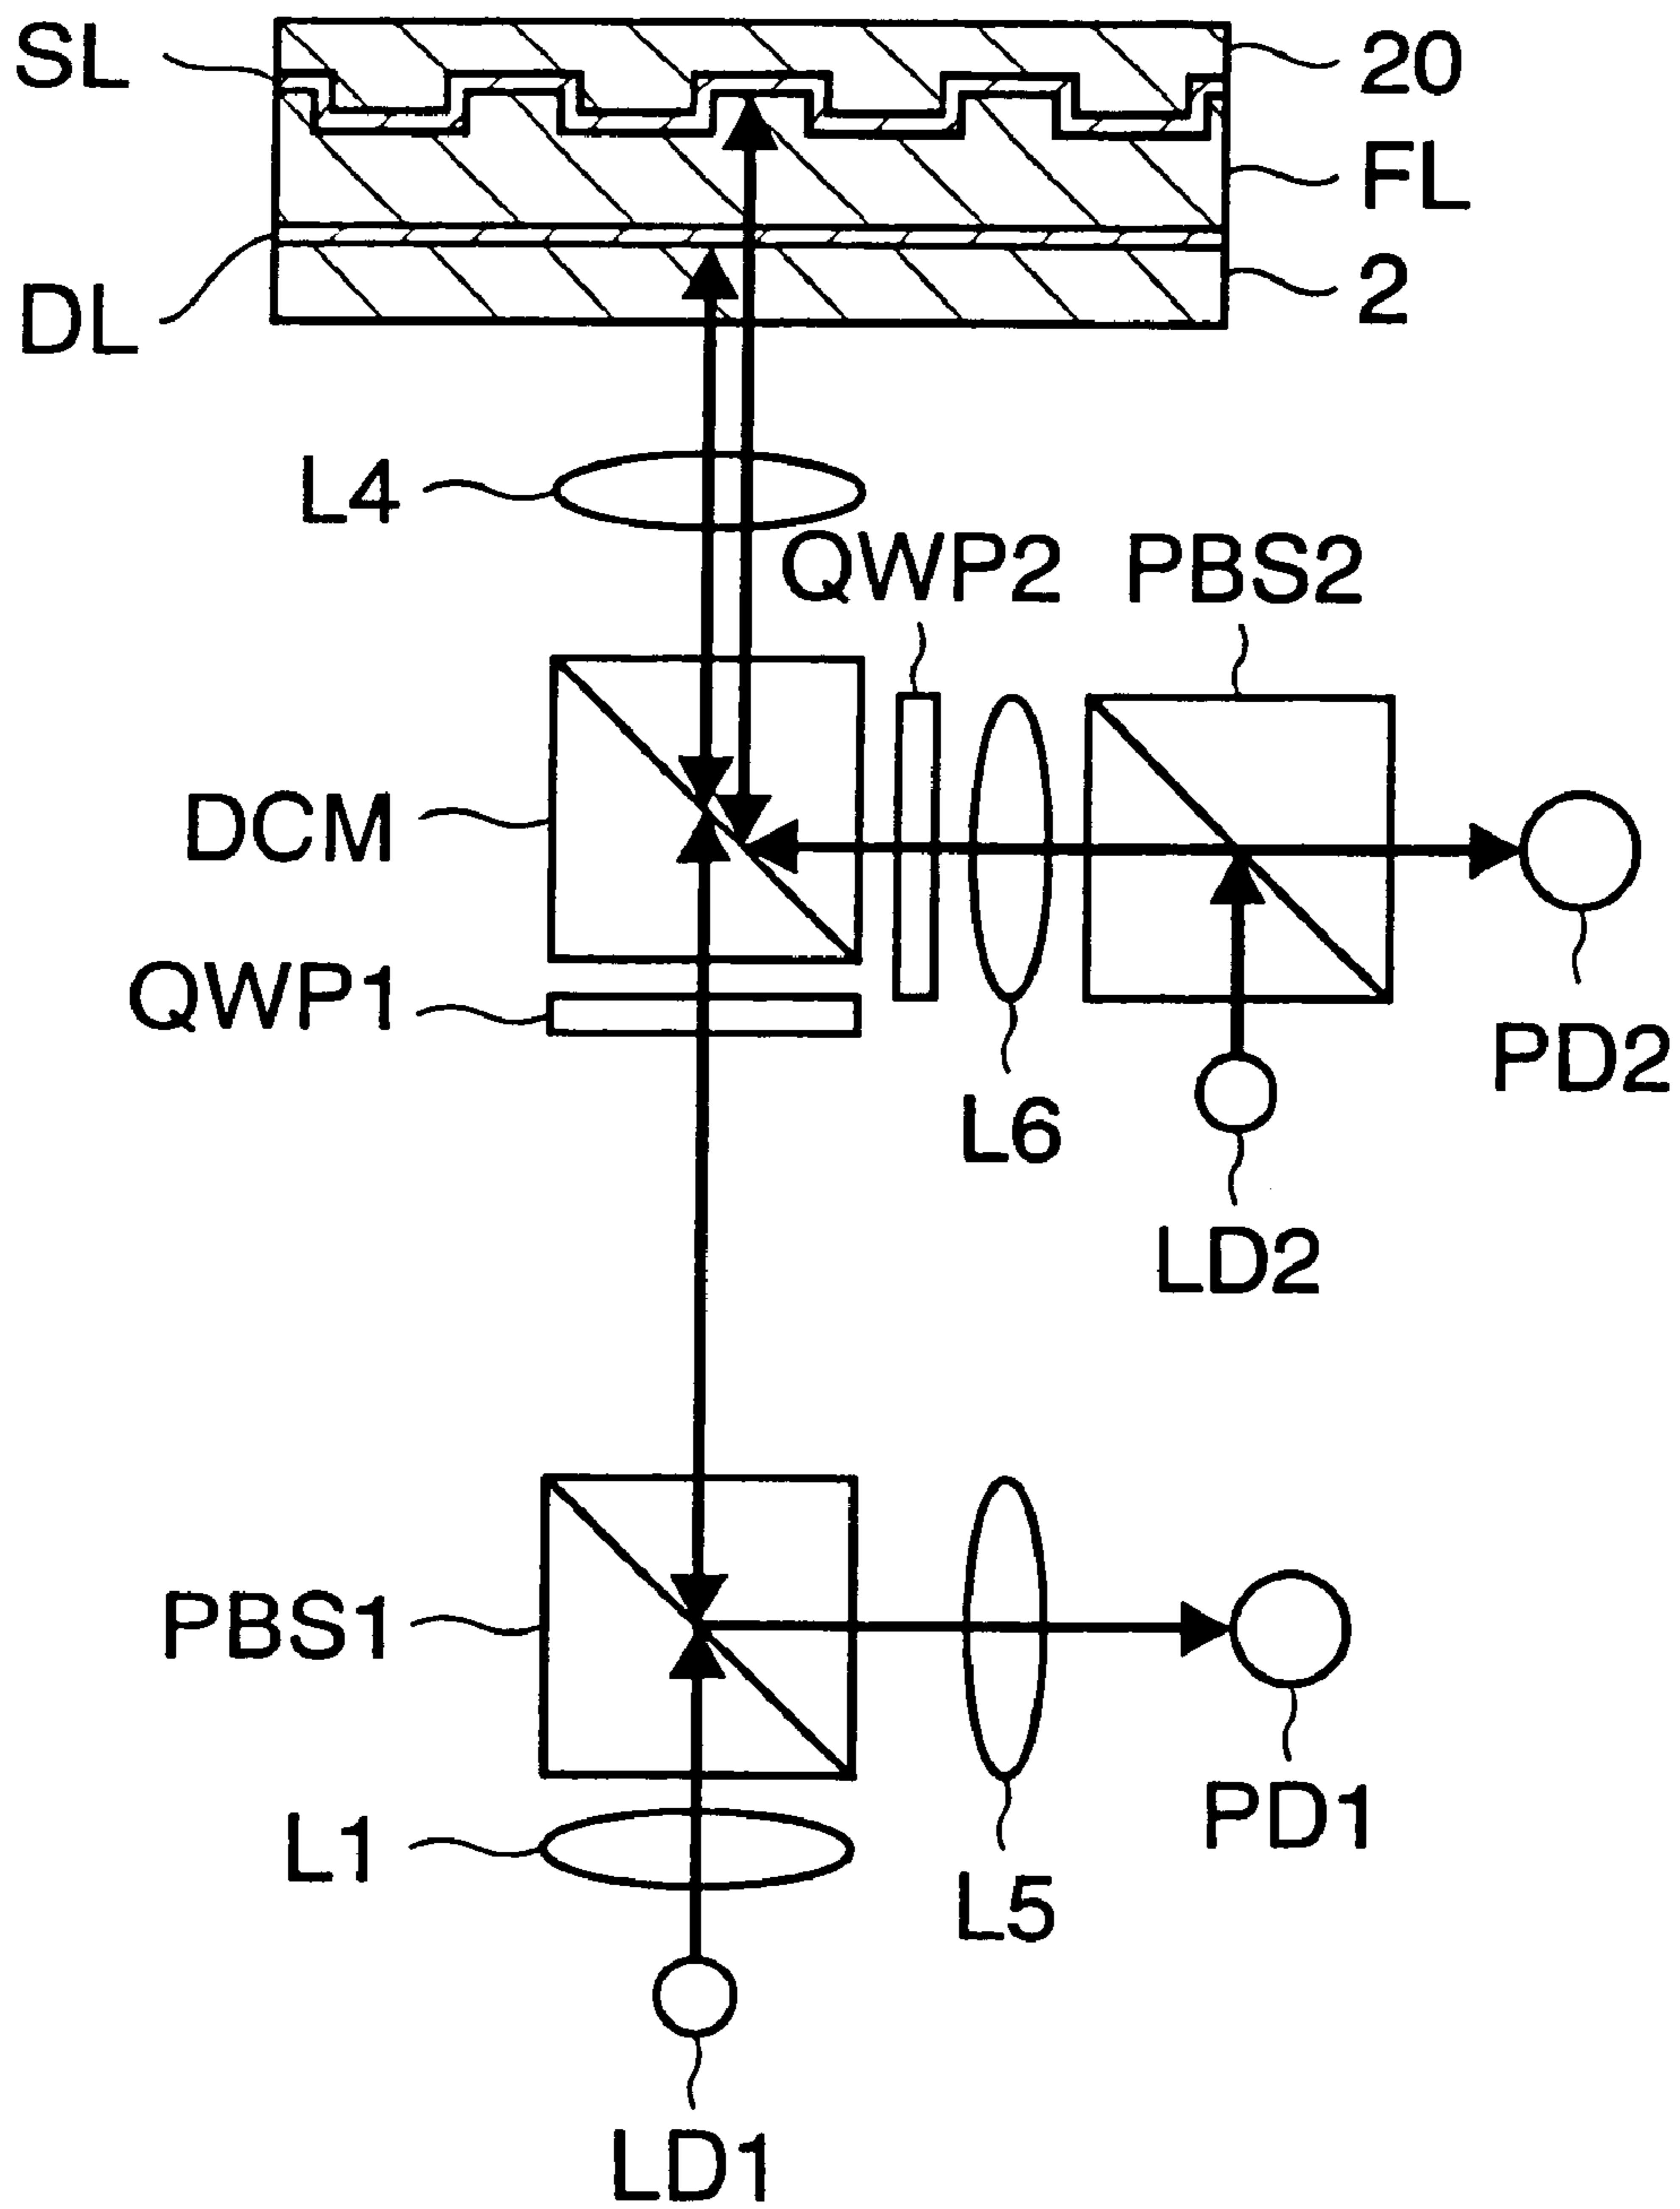 SL
20
FL
DL
2
L4
QWP2
PBS2
DCM
QWP1
PD2
L6
LD2
PBS1
PD1
L1
L5
LD1